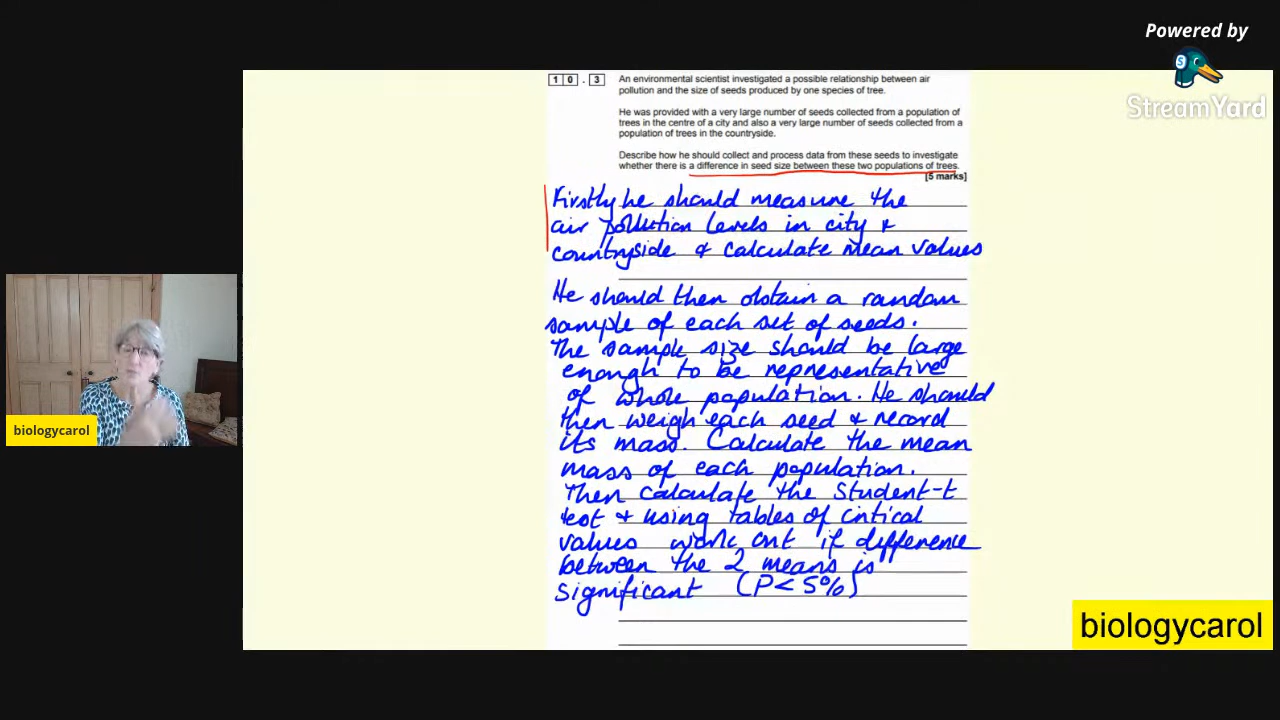 Powered by
S
StreamYard
10.3
An environmental scientist investigated a possible relationship between air
pollution and the size of seeds produced by one species of tree.
He was provided with a very large number of seeds collected from a population of
trees in the centre of a city and also a very large number of seeds collected from a
population of trees in the countryside.
Describe how he should collect and process data from these seeds to investigate
whether there is a difference in seed size between these two populations of trees.
[5 marks]
Firstly he should measure the
air pollution levels in city &
countryside & calculate mean values
He should then obtain a random
sample of each set of seeds.
The sample size should be large
enough to be representative
of whole population. He should
then weigh each seed & record
its mass. Calculate the mean
mass of each population.
Then calculate the Student-t
test & using tables of critical
values work out if difference
between the 2 means is
significant (P< 5%)
biologycarol
biologycarol